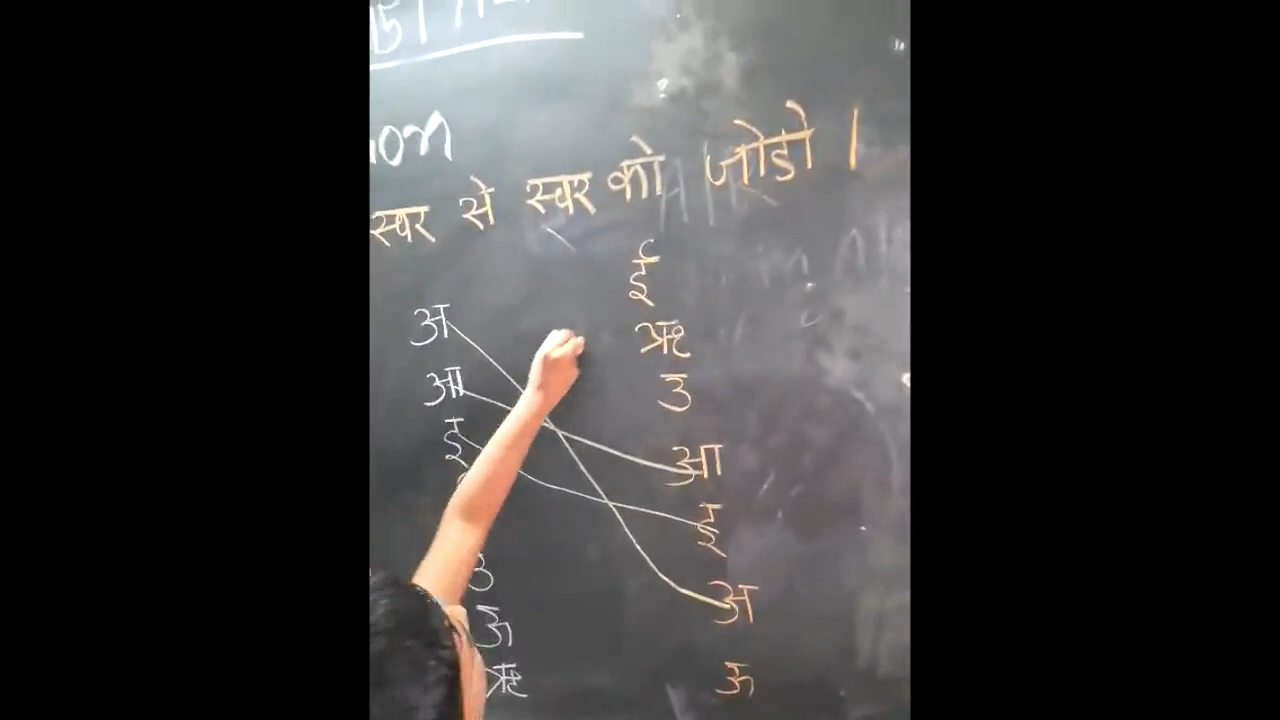 स्वर से स्वर को जोडो ।
ई
अ ऋ
आ उ
इ आ
इ
उ अ
ऊ
ऋ ऊ